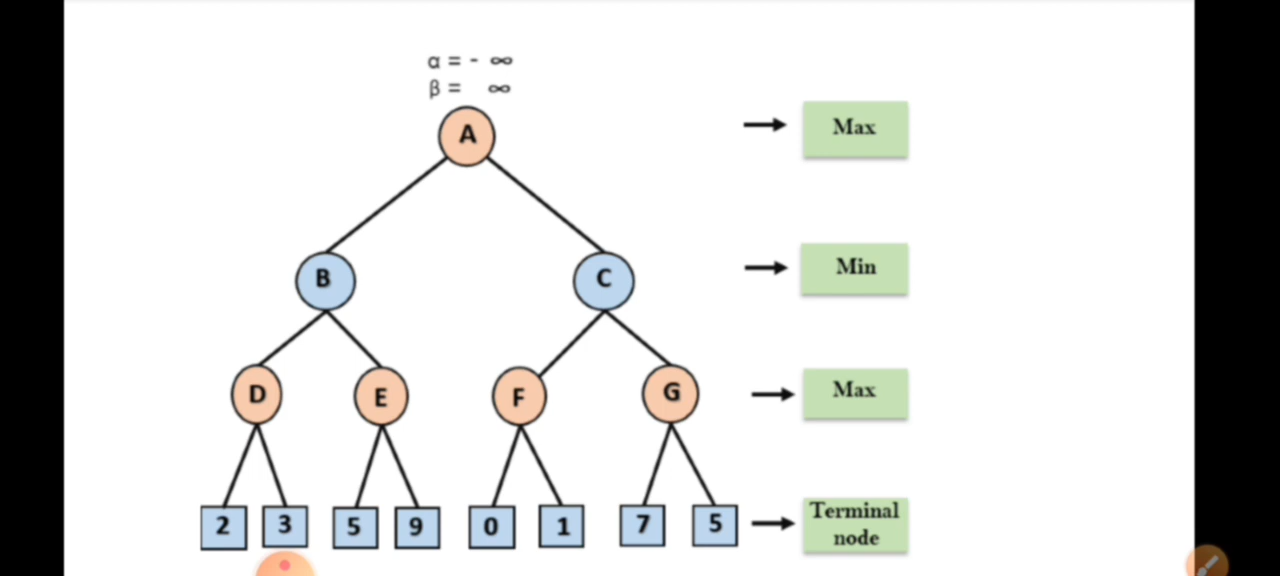 α = - ∞
β = ∞
A
Max
B
C
Min
D
E
F
G
Max
2 3 5 9 0 1 7 5
Terminal
node